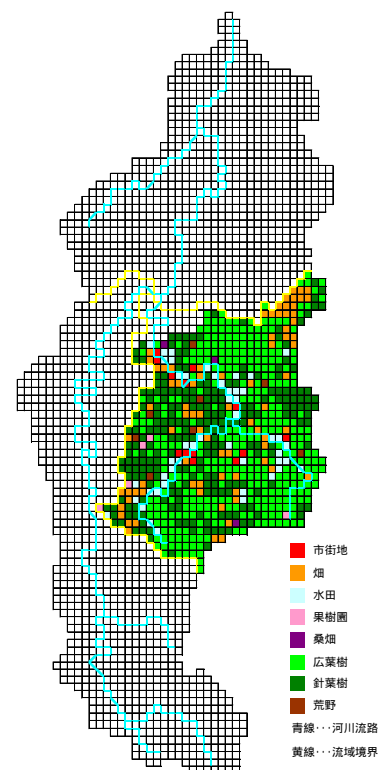 市街地
畑
水田
果樹園
桑畑
広葉樹
針葉樹
荒野
青線･･･河川流路
黄線･･･流域境界